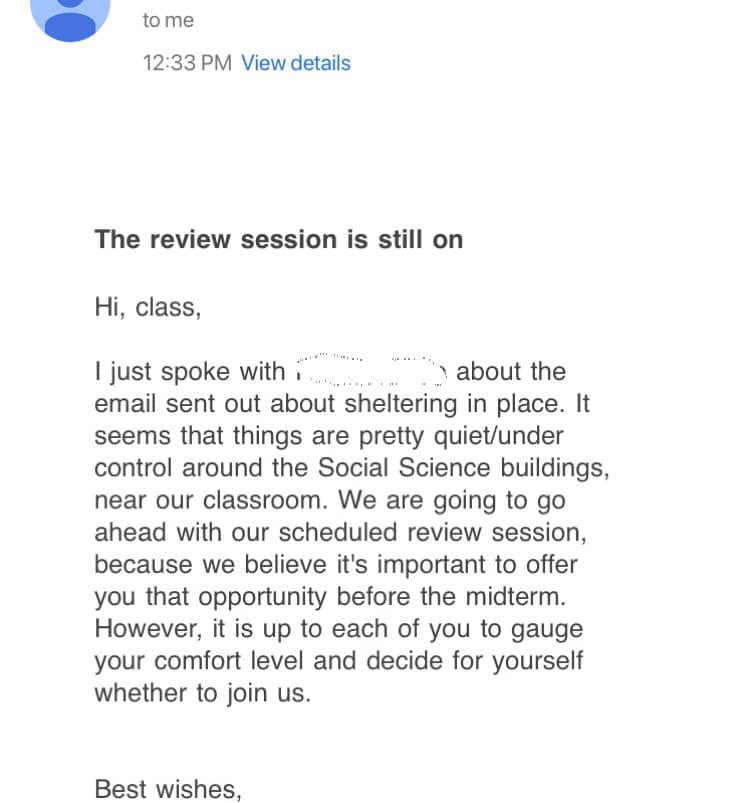 to me
12:33 PM View details
The review session is still on
Hi, class,
I just spoke with about the
email sent out about sheltering in place. It
seems that things are pretty quiet/under
control around the Social Science buildings,
near our classroom. We are going to go
ahead with our scheduled review session,
because we believe it's important to offer
you that opportunity before the midterm.
However, it is up to each of you to gauge
your comfort level and decide for yourself
whether to join us.
Best wishes,